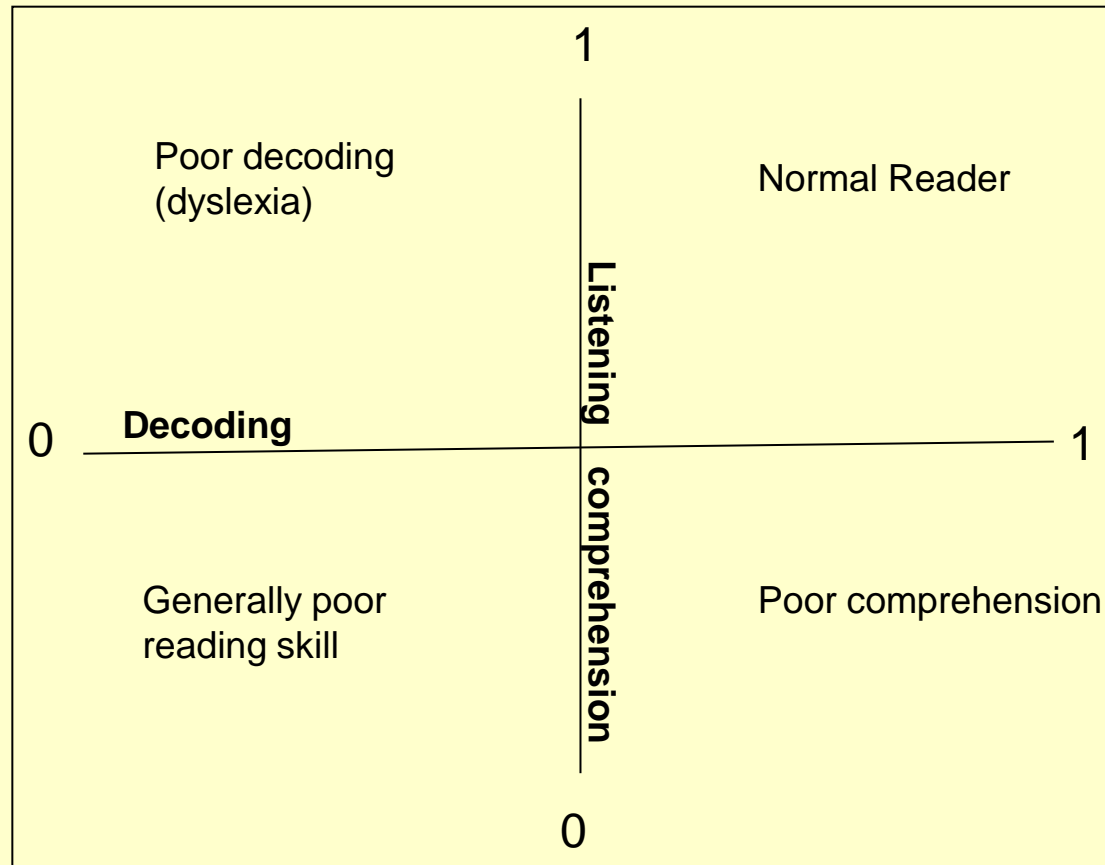 1
Poor decoding
(dyslexia)
Normal Reader
Listening comprehension
Decoding
0
1
Generally poor
reading skill
Poor comprehension
0